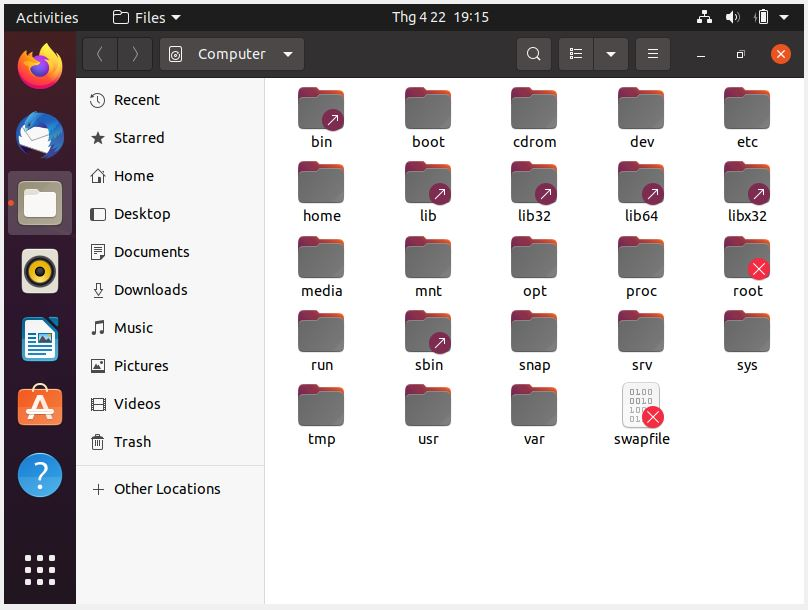 Activities Files Thg 4 22 19:15
Computer
Recent
Starred
Home
Desktop
Documents
Downloads
Music
Pictures
Videos
Trash
Other Locations
bin boot cdrom dev etc
home lib lib32 lib64 libx32
media mnt opt proc root
run sbin snap srv sys
tmp usr var swapfile